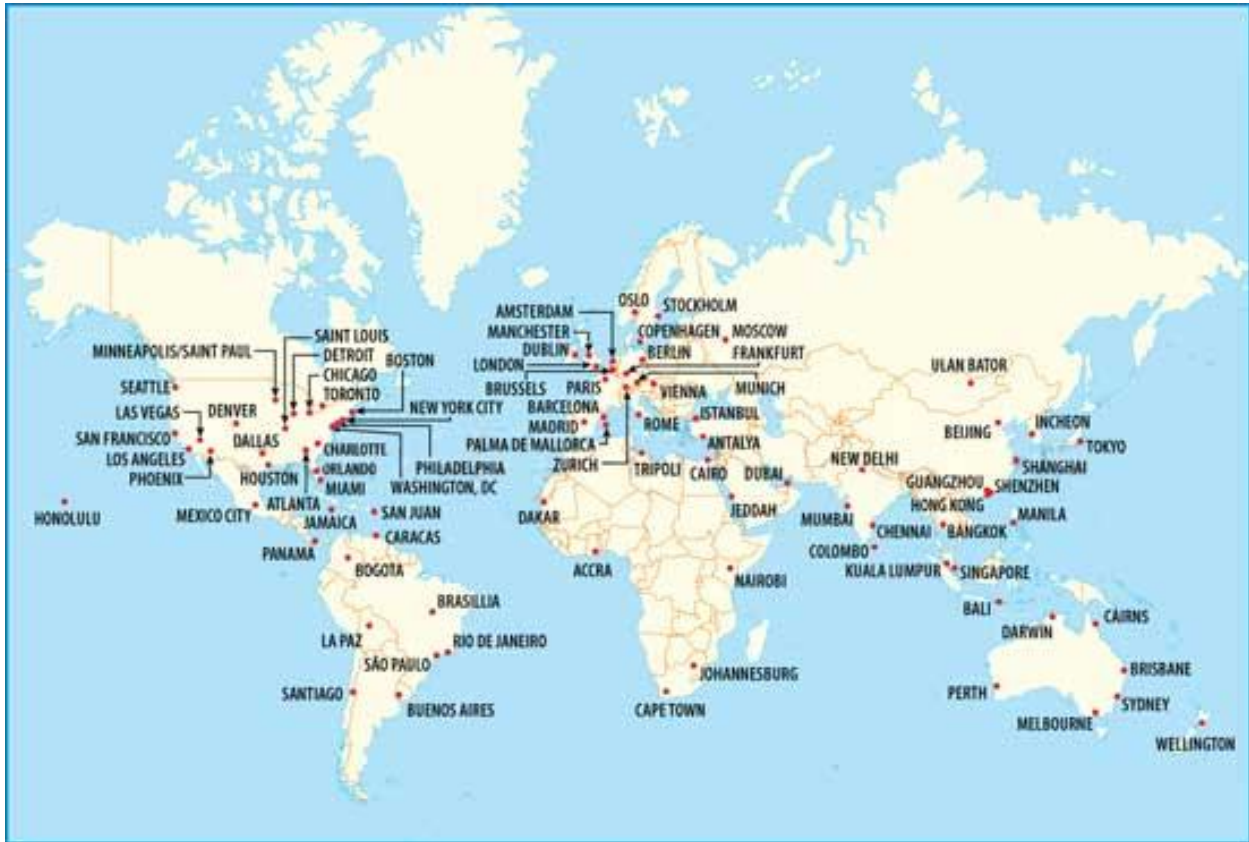 OSLO
STOCKHOLM
AMSTERDAM
MANCHESTER
COPENHAGEN
MOSCOW
SAINT LOUIS
DETROIT
BOSTON
MINNEAPOLIS/SAINT PAUL
DUBLIN
BERLIN
FRANKFURT
CHICAGO
LONDON
ULAN BATOR
SEATTLE
TORONTO
BRUSSELS
PARIS
VIENNA
MUNICH
LAS VEGAS
DENVER
NEW YORK CITY
BARCELONA
ROME
ISTANBUL
MADRID
BEIJING
INCHEON
SAN FRANCISCO
DALLAS
CHARLOTTE
PALMA DE MALLORCA
ANTALYA
TOKYO
LOS ANGELES
PHILADELPHIA
ZURICH
TRIPOLI
CAIRO
DUBAI
NEW DELHI
SHANGHAI
PHOENIX
HOUSTON
ORLANDO
WASHINGTON, DC
GUANGZHOU
SHENZHEN
MIAMI
ATLANTA
HONG KONG
HONOLULU
MEXICO CITY
JAMAICA
SAN JUAN
DAKAR
JEDDAH
MUMBAI
MANILA
CHENNAI
BANGKOK
PANAMA
CARACAS
COLOMBO
BOGOTA
ACCRA
NAIROBI
KUALA LUMPUR
SINGAPORE
BRASILLIA
BALI
CAIRNS
LA PAZ
RIO DE JANEIRO
DARWIN
SÃO PAULO
JOHANNESBURG
BRISBANE
SANTIAGO
PERTH
BUENOS AIRES
CAPE TOWN
SYDNEY
MELBOURNE
WELLINGTON